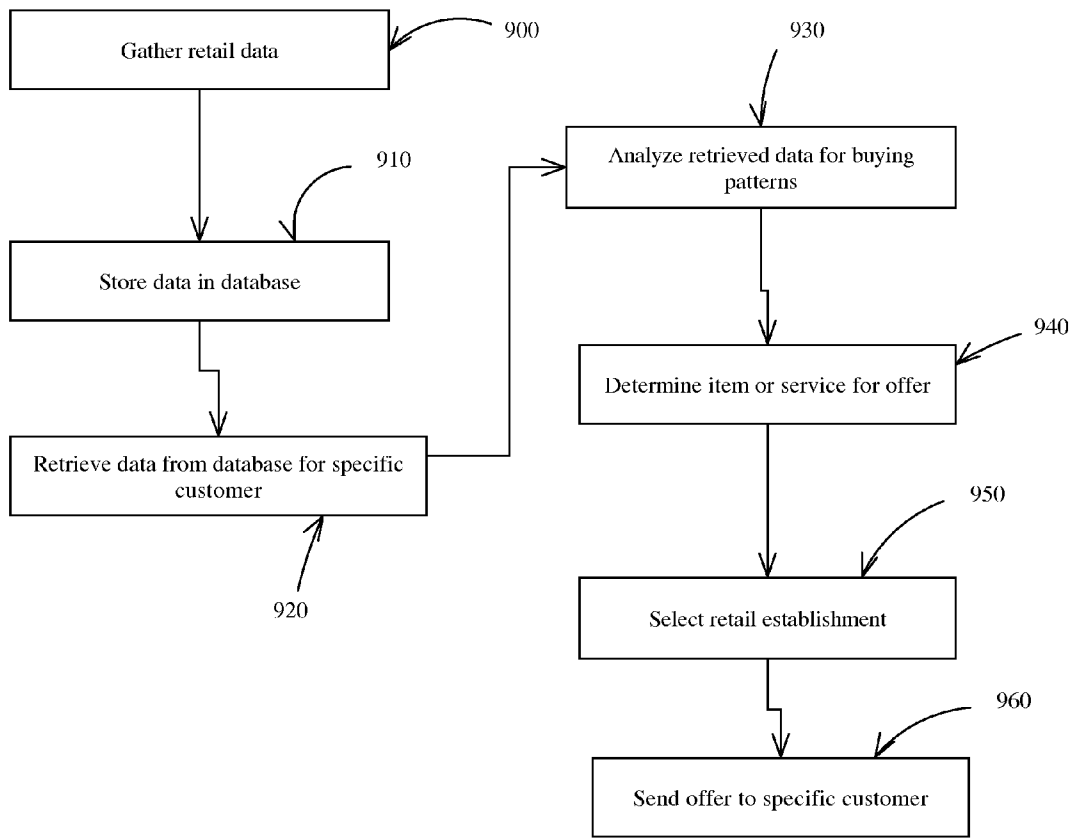 Gather retail data
900
910
Store data in database
Retrieve data from database for specific
customer
920
930
Analyze retrieved data for buying
patterns
940
Determine item or service for offer
950
Select retail establishment
960
Send offer to specific customer